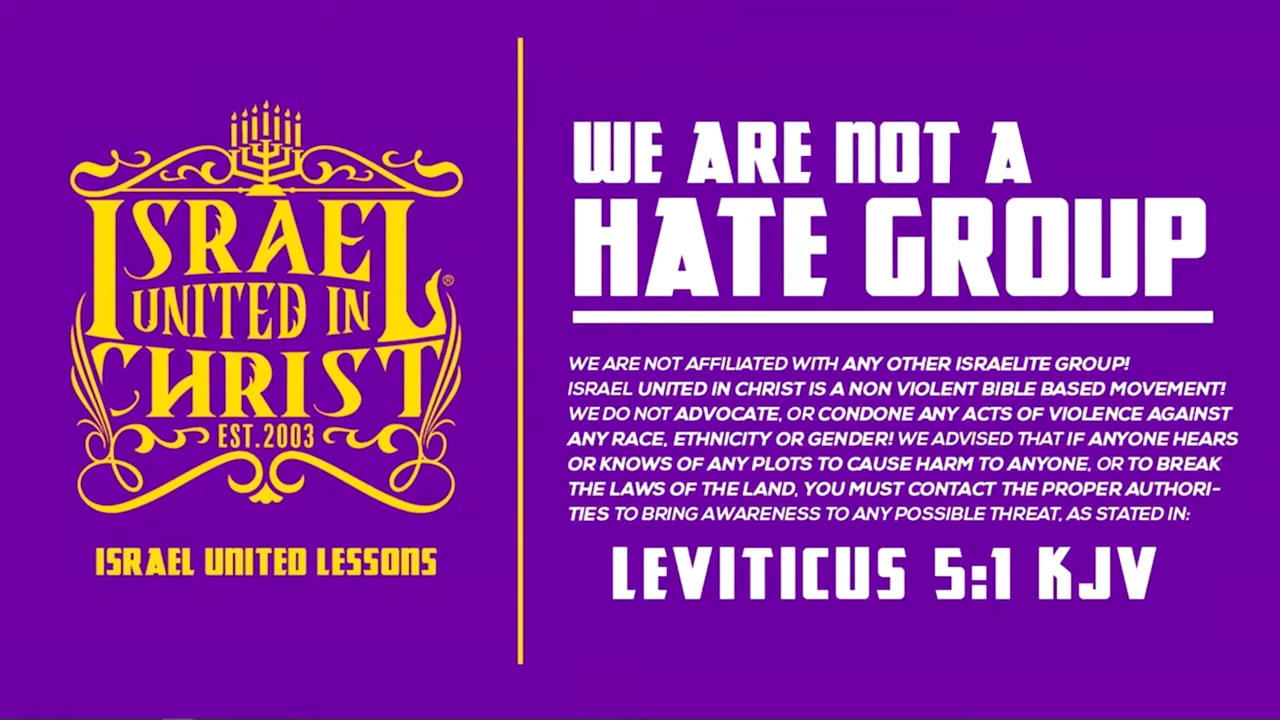 ISRAEL
UNITED IN
CHRIST
EST.2003
®
ISRAEL UNITED LESSONS
WE ARE NOT A
HATE GROUP
WE ARE NOT AFFILIATED WITH ANY OTHER ISRAELITE GROUP!
ISRAEL UNITED IN CHRIST IS A NON VIOLENT BIBLE BASED MOVEMENT!
WE DO NOT ADVOCATE, OR CONDONE ANY ACTS OF VIOLENCE AGAINST
ANY RACE, ETHNICITY OR GENDER! WE ADVISED THAT IF ANYONE HEARS
OR KNOWS OF ANY PLOTS TO CAUSE HARM TO ANYONE, OR TO BREAK
THE LAWS OF THE LAND, YOU MUST CONTACT THE PROPER AUTHORI-
TIES TO BRING AWARENESS TO ANY POSSIBLE THREAT, AS STATED IN:
LEVITICUS 5:1 KJV